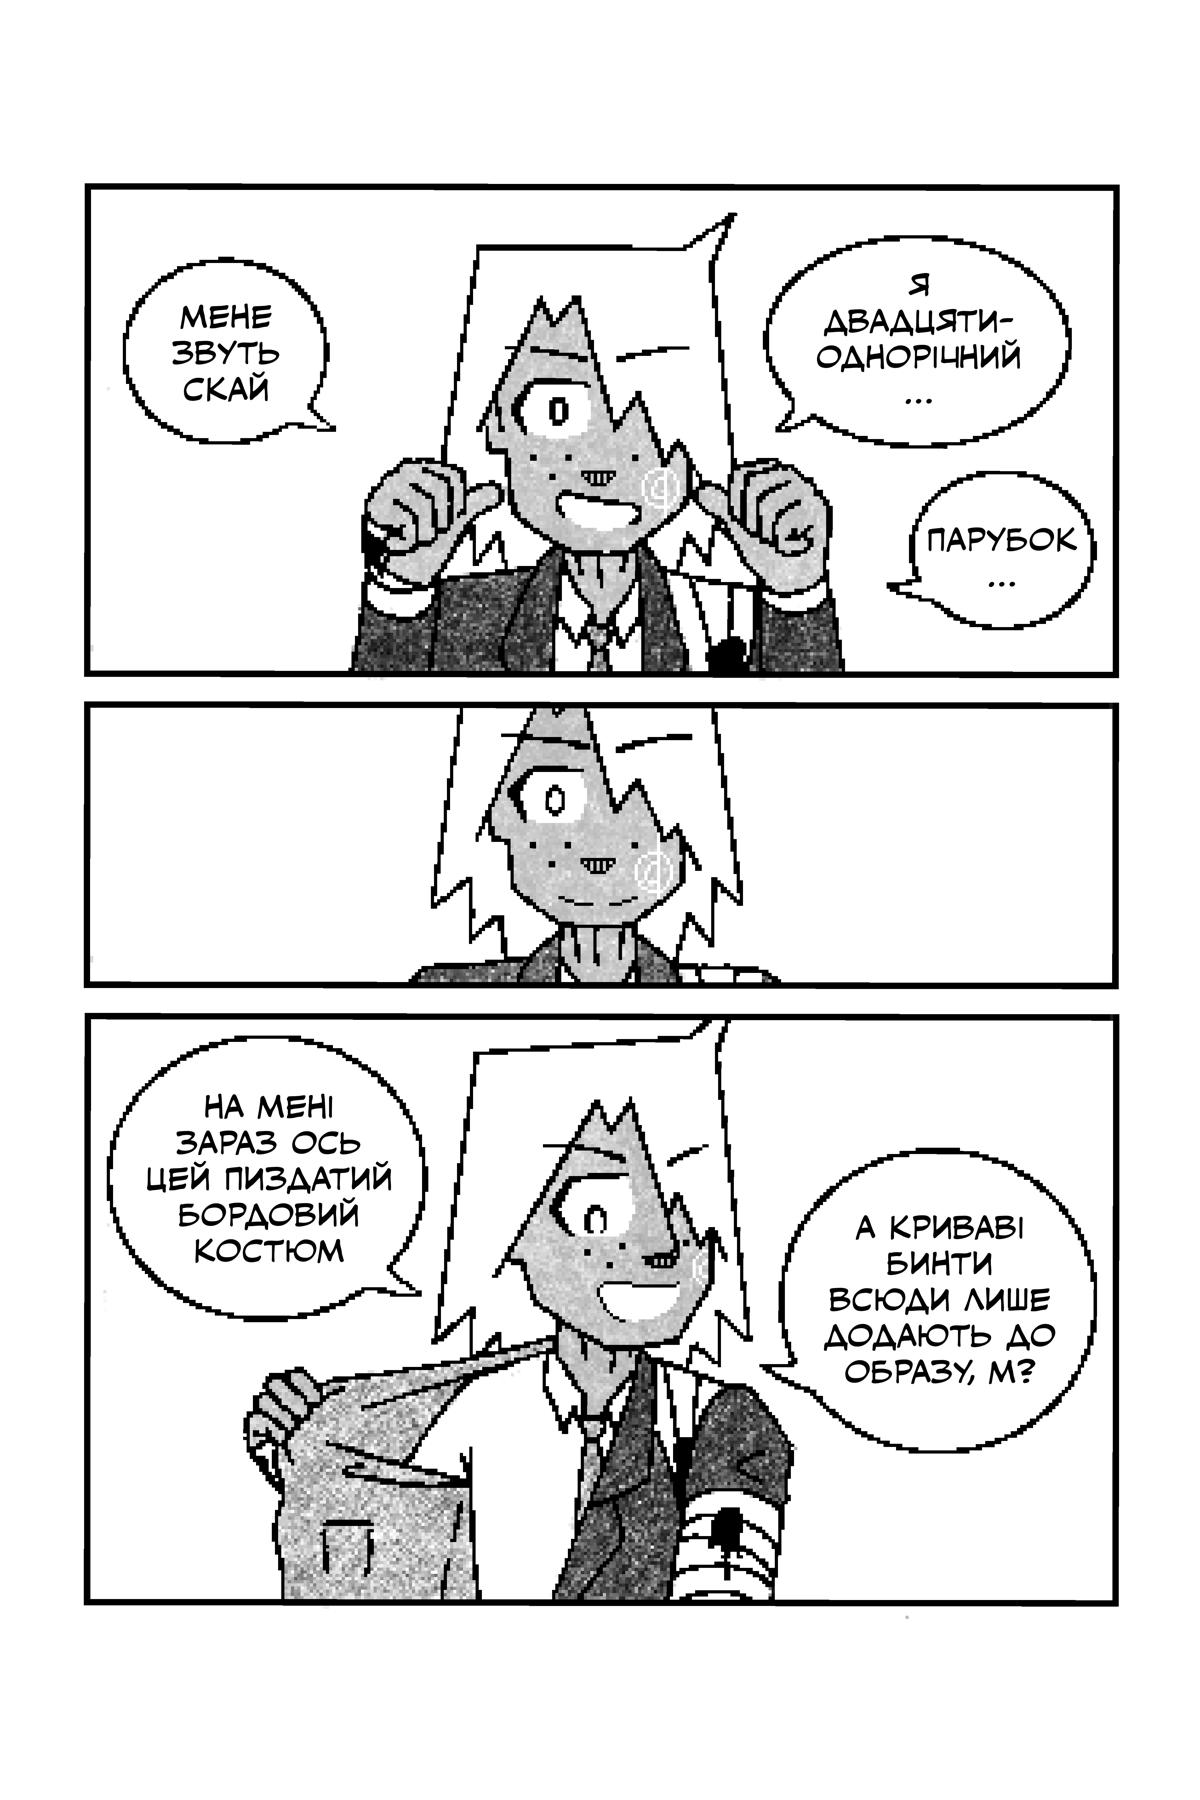 МЕНЕ
ЗВУТЬ
СКАЙ
Я
ДВАДЦЯТИ-
ОДНОРІЧНИЙ
...
ПАРУБОК
...
НА МЕНІ
ЗАРАЗ ОСЬ
ЦЕЙ ПИЗДАТИЙ
БОРДОВИЙ
КОСТЮМ
А КРИВАВІ
БИНТИ
ВСЮДИ ЛИШЕ
ДОДАЮТЬ ДО
ОБРАЗУ, М?